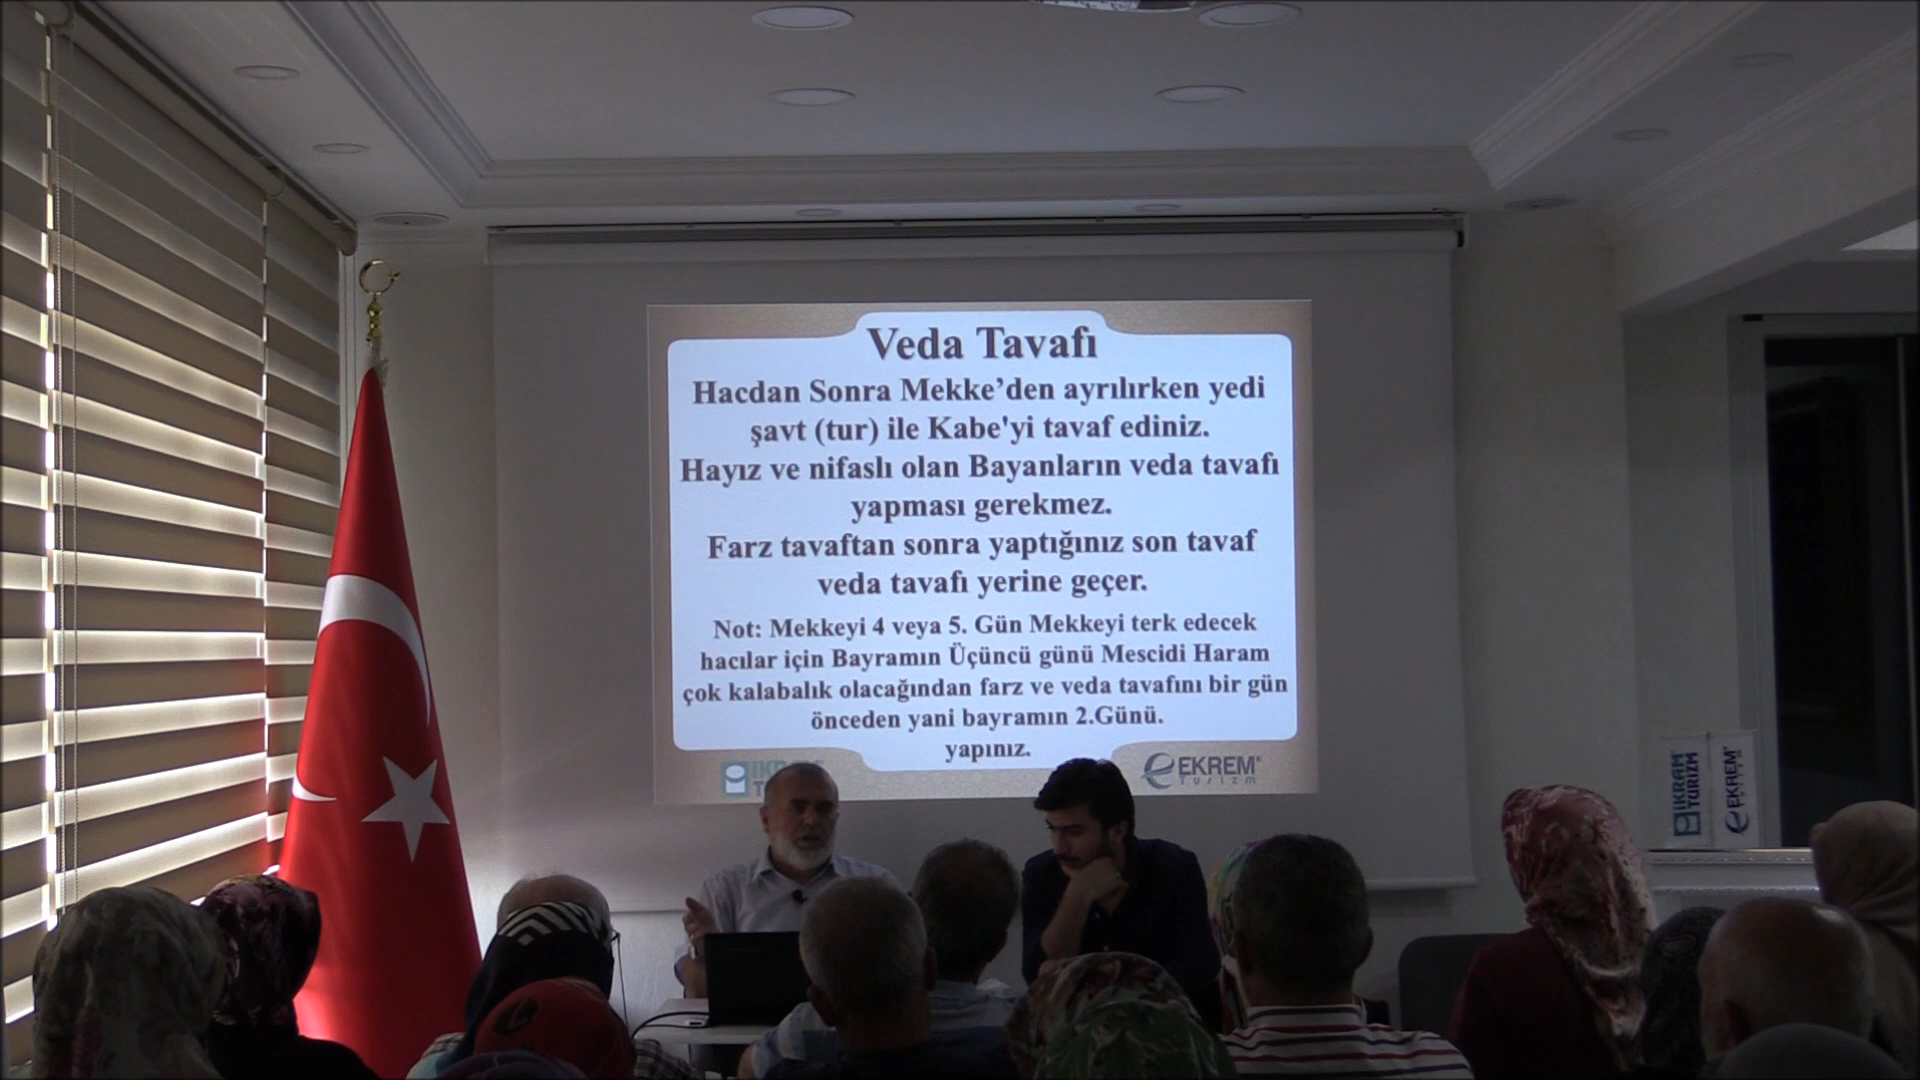 Veda Tavafı
Hacdan Sonra Mekke’den ayrılırken yedi
şavt (tur) ile Kabe'yi tavaf ediniz.
Hayız ve nifaslı olan Bayanların veda tavafı
yapması gerekmez.
Farz tavaftan sonra yaptığınız son tavaf
veda tavafı yerine geçer.
Not: Mekkeyi 4 veya 5. Gün Mekkeyi terk edecek
hacılar için Bayramın Üçüncü günü Mescidi Haram
çok kalabalık olacağından farz ve veda tavafını bir gün
önceden yani bayramın 2.Günü.
yapınız.
EKREM
Turizm
İKRAM
TURİZM
EKREM